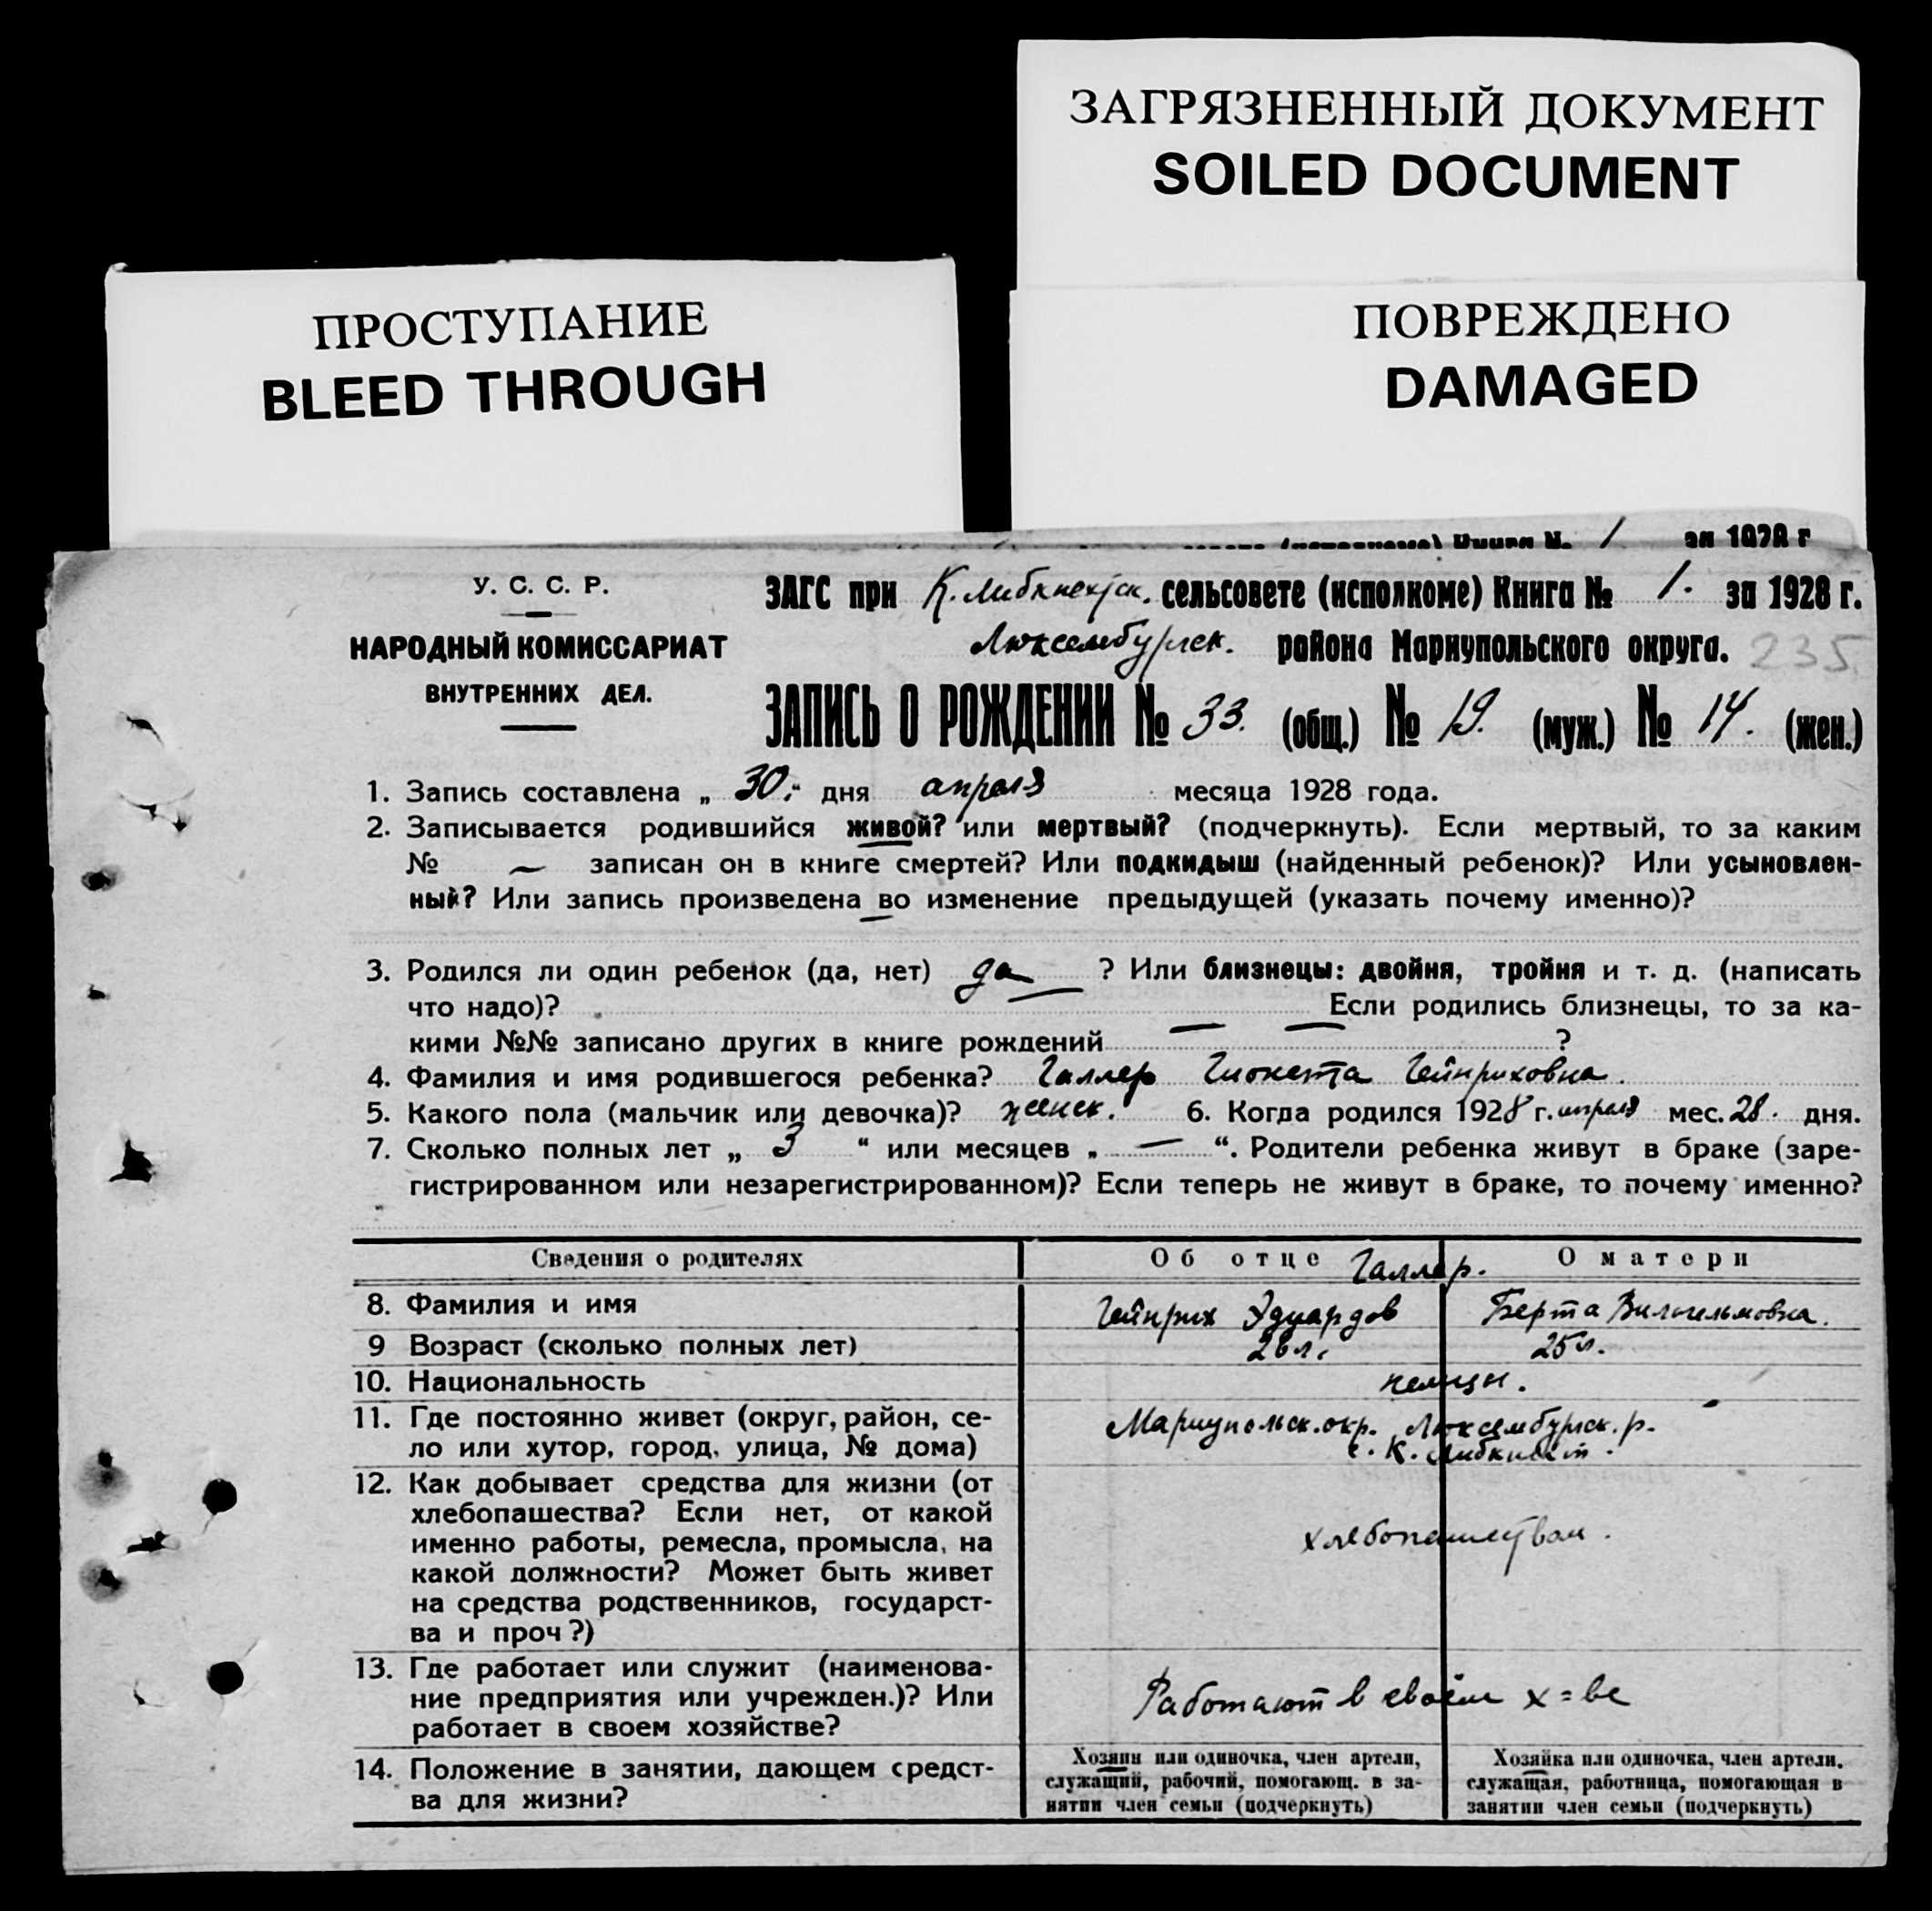 ЗАГРЯЗНЕННЫЙ ДОКУМЕНТ
SOILED DOCUMENT
ПРОСТУПАНИЕ
BLEED THROUGH
ПОВРЕЖДЕНО
DAMAGED
1 за 1928 г
У. С. С. Р.
НАРОДНЫЙ КОМИССАРИАТ
ВНУТРЕННИХ ДЕЛ.
ЗАГС при К. Либкнехтск. сельсовете (исполкоме) Книга № 1. за 1928 г.
Люксембургск. района Мариупольского округа. 235
ЗАПИСЬ О РОЖДЕНИИ № 33. (общ.) № 19. (муж.) № 14. (жен.)
1. Запись составлена „ 30. “ дня апреля месяца 1928 года.
2. Записывается родившийся живой? или мертвый? (подчеркнуть). Если мертвый, то за каким
№ — записан он в книге смертей? Или подкидыш (найденный ребенок)? Или усыновлен-
ный? Или запись произведена во изменение предыдущей (указать почему именно)?
3. Родился ли один ребенок (да, нет) да ? Или близнецы: двойня, тройня и т. д. (написать
что надо)? Если родились близнецы, то за ка-
кими №№ записано других в книге рождений — ?
4. Фамилия и имя родившегося ребенка? Галлер Гейнриховна
5. Какого пола (мальчик или девочка)? женск. 6. Когда родился 1928 г. апреля мес. 28. дня.
7. Сколько полных лет „ 3 “ или месяцев „ — “. Родители ребенка живут в браке (заре-
гистрированном или незарегистрированном)? Если теперь не живут в браке, то почему именно?
Сведения о родителях Об отце О матери
Галлер.
8. Фамилия и имя Гейнрих Эдуардов Берта Вильгельмовна.
9 Возраст (сколько полных лет) 26 л. 25 л.
10. Национальность немцы.
11. Где постоянно живет (округ, район, се-
ло или хутор, город, улица, № дома)
Мариупольск. окр. Люксембургск. р.
с. К. Либкнехт.
12. Как добывает средства для жизни (от
хлебопашества? Если нет, от какой
именно работы, ремесла, промысла, на
какой должности? Может быть живет
на средства родственников, государст-
ва и проч ?)
хлебопашеством.
13. Где работает или служит (наименова-
ние предприятия или учрежден.)? Или
работает в своем хозяйстве?
Работают в своем х=ве
14. Положение в занятии, дающем средст-
ва для жизни?
Хозяин или одиночка, член артели,
служащий, рабочий, помогающ. в за-
нятии член семьи (подчеркнуть)
Хозяйка или одиночка, член артели.
служащая, работница, помогающая в
занятии член семьи (подчеркнуть)